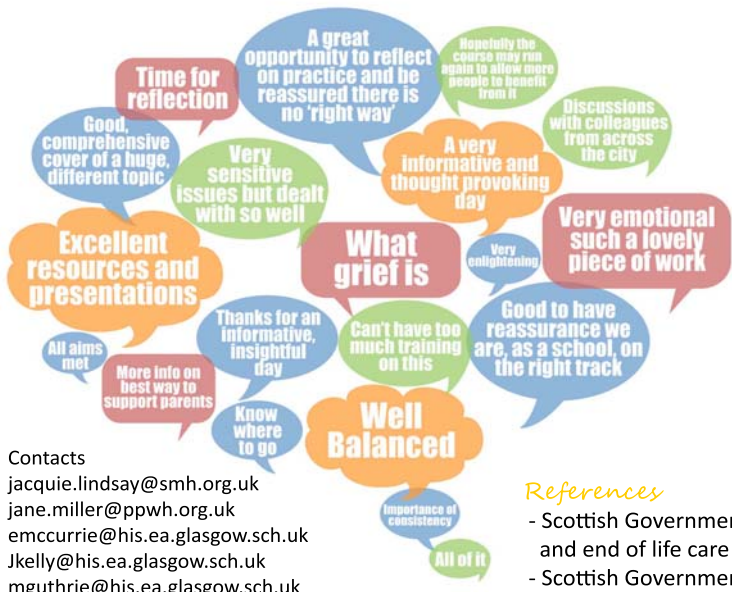 A great
opportunity to reflect
on practice and be
reassured there is
no 'right way'
Hopefully the
course may run
again to allow more
people to benefit
from it
Time for
reflection
Discussions
with colleagues
from across
the city
Good,
comprehensive
cover of a huge,
different topic
Very
sensitive
issues but dealt
with so well
A very
informative and
thought provoking
day
Very emotional
such a lovely
piece of work
Excellent
resources and
presentations
What
grief is
Very
enlightening
Thanks for an
informative,
insightful
day
Can't have too
much training
on this
Good to have
reassurance we
are, as a school, on
the right track
All aims
met
More info on
best way to
support parents
Know
where
to go
Well
Balanced
Importance of
consistency
All of it
Contacts
jacquie.lindsay@smh.org.uk
jane.miller@ppwh.org.uk
emccurrie@his.ea.glasgow.sch.uk
Jkelly@his.ea.glasgow.sch.uk
mguthrie@his.ea.glasgow.sch.uk
References
- Scottish Governme
and end of life care
- Scottish Governme